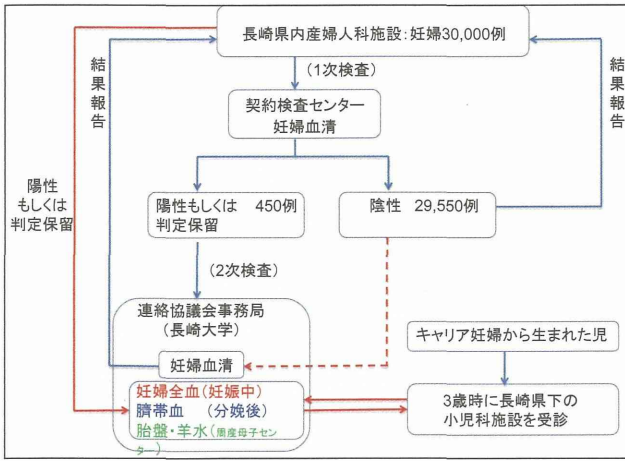 長崎県内産婦人科施設:妊婦30,000例
結果報告
(1次検査)
結果報告
契約検査センター
妊婦血清
陽性
もしくは
判定保留
陽性もしくは 450例
判定保留
陰性 29,550例
(2次検査)
連絡協議会事務局
(長崎大学)
妊婦血清
キャリア妊婦から生まれた児
妊婦全血(妊娠中)
臍帯血 (分娩後)
胎盤・羊水(周産母子セン
ター)
3歳時に長崎県下の
小児科施設を受診